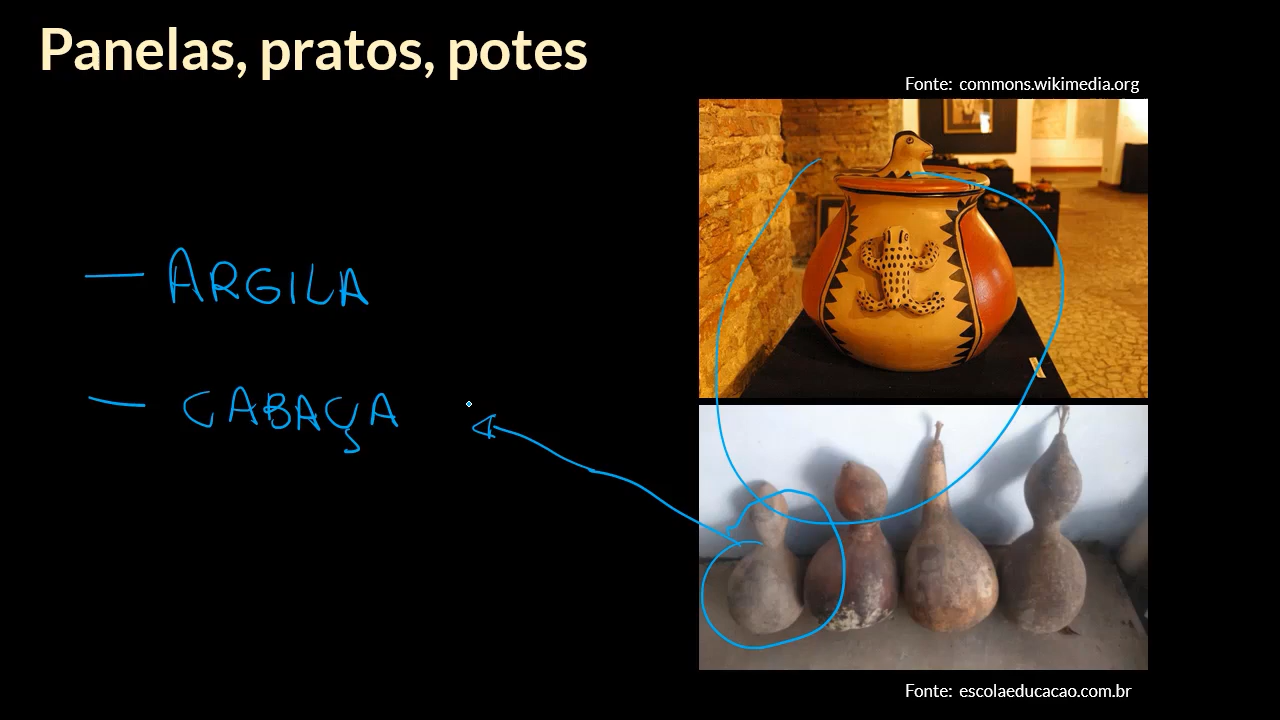 Panelas, pratos, potes
Fonte: commons.wikimedia.org
— ARGILA
— CABAÇA
Fonte: escolaeducacao.com.br